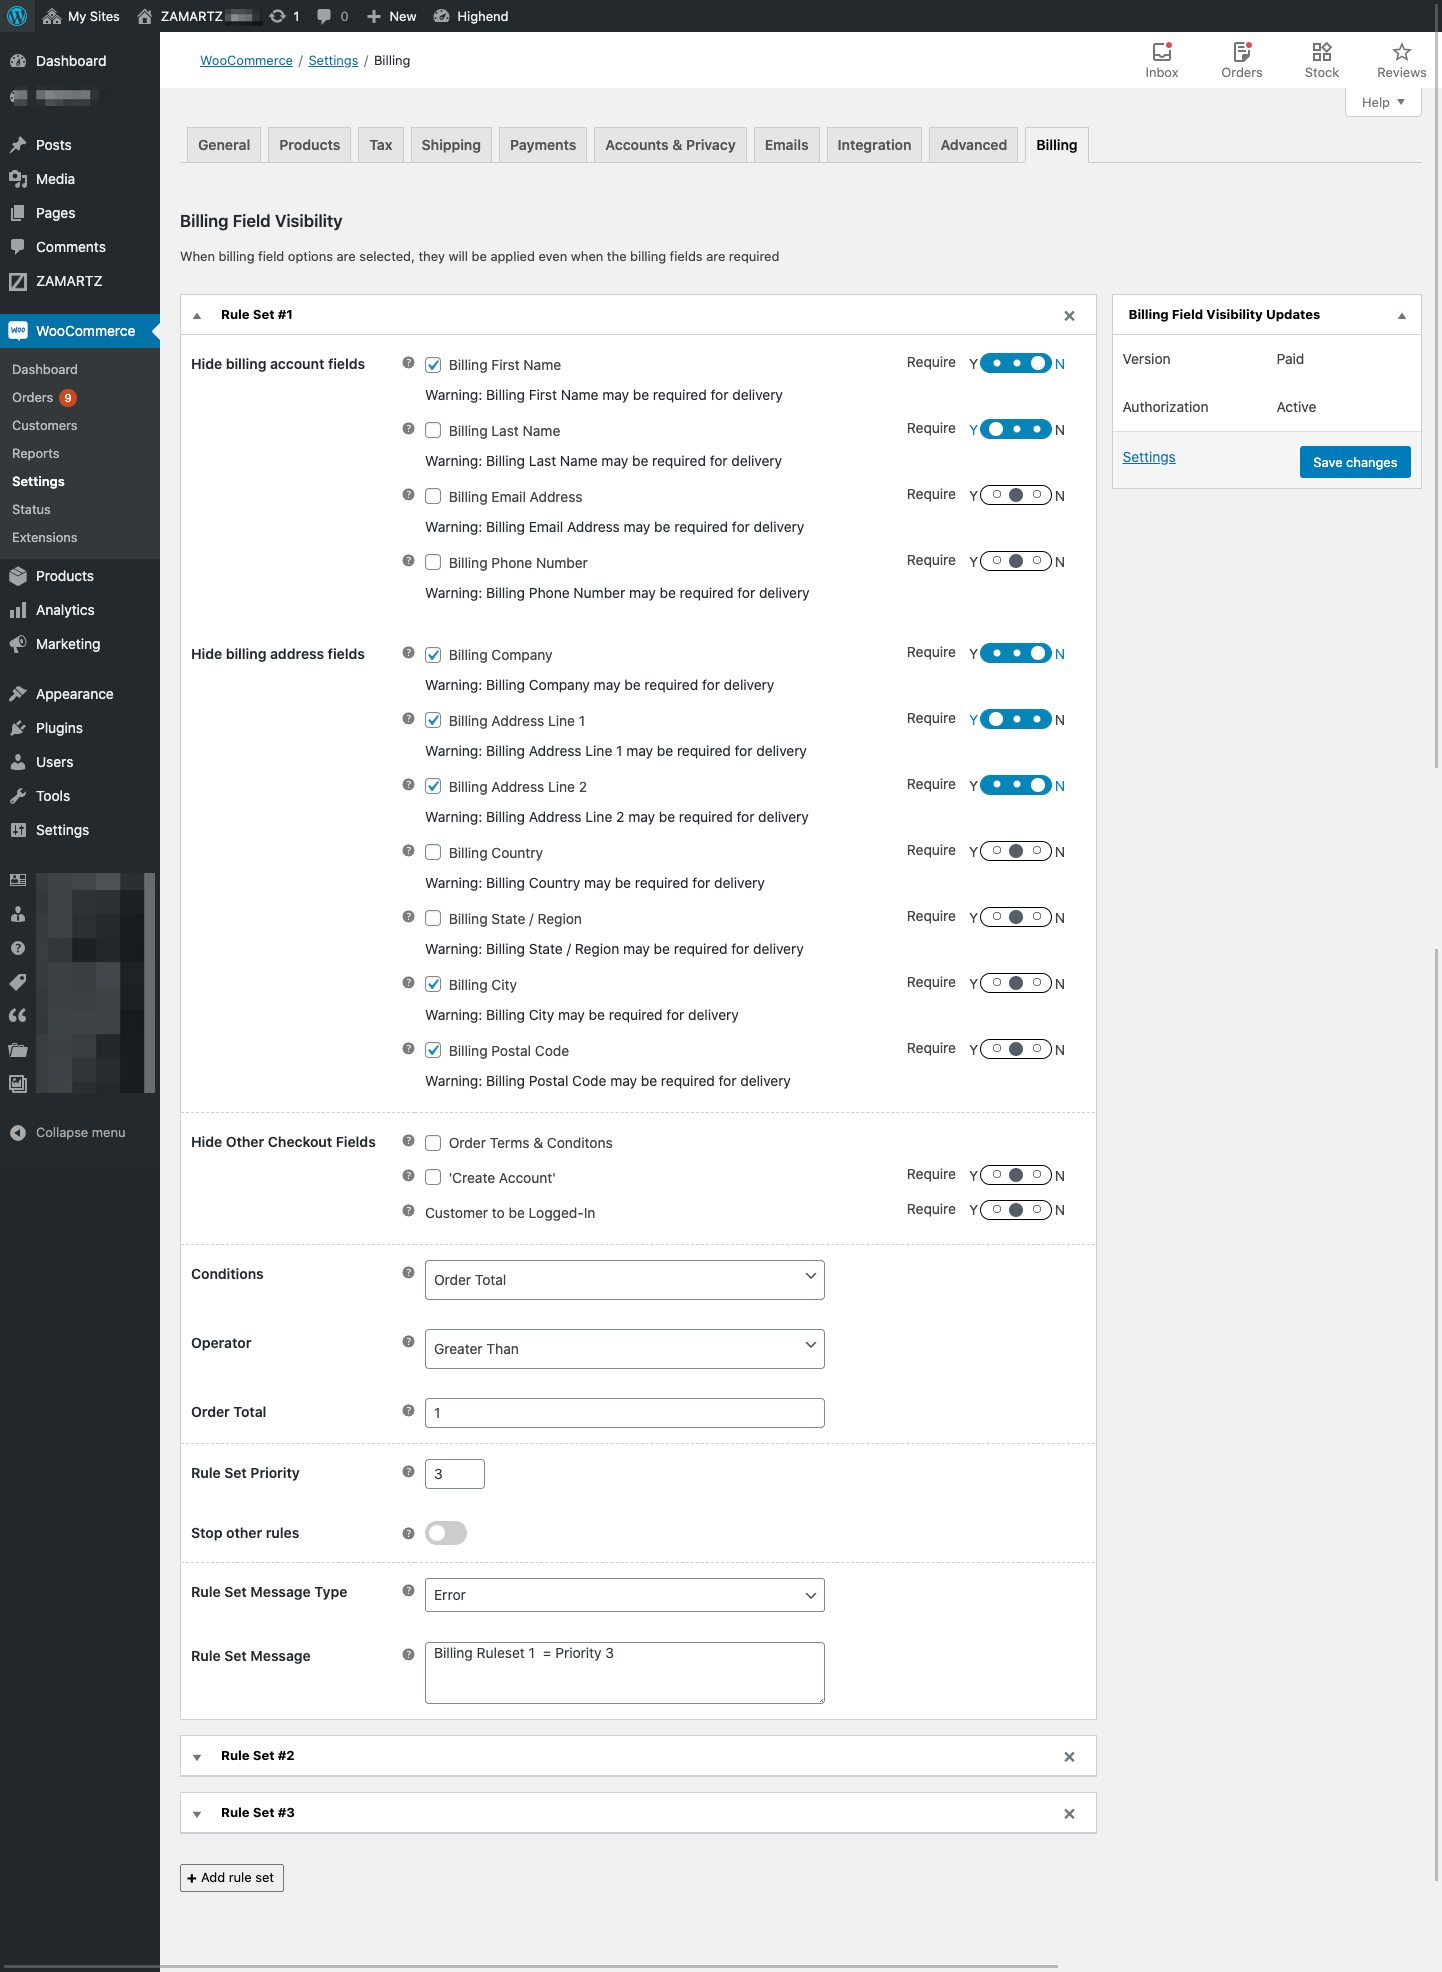 My Sites ZAMARTZ 1 0 New Highend
Dashboard
Posts
Media
Pages
Comments
ZAMARTZ
WooCommerce
Dashboard
Orders 9
Customers
Reports
Settings
Status
Extensions
Products
Analytics
Marketing
Appearance
Plugins
Users
Tools
Settings
Collapse menu
WooCommerce / Settings / Billing
Inbox Orders Stock Reviews
Help
General Products Tax Shipping Payments Accounts & Privacy Emails Integration Advanced Billing
Billing Field Visibility
When billing field options are selected, they will be applied even when the billing fields are required
Rule Set #1
Hide billing account fields Billing First Name Require Y N
Warning: Billing First Name may be required for delivery
Billing Last Name Require Y N
Warning: Billing Last Name may be required for delivery
Billing Email Address Require Y N
Warning: Billing Email Address may be required for delivery
Billing Phone Number Require Y N
Warning: Billing Phone Number may be required for delivery
Hide billing address fields Billing Company Require Y N
Warning: Billing Company may be required for delivery
Billing Address Line 1 Require Y N
Warning: Billing Address Line 1 may be required for delivery
Billing Address Line 2 Require Y N
Warning: Billing Address Line 2 may be required for delivery
Billing Country Require Y N
Warning: Billing Country may be required for delivery
Billing State / Region Require Y N
Warning: Billing State / Region may be required for delivery
Billing City Require Y N
Warning: Billing City may be required for delivery
Billing Postal Code Require Y N
Warning: Billing Postal Code may be required for delivery
Hide Other Checkout Fields Order Terms & Conditons
'Create Account' Require Y N
Customer to be Logged-In Require Y N
Conditions Order Total
Operator Greater Than
Order Total 1
Rule Set Priority 3
Stop other rules
Rule Set Message Type Error
Rule Set Message Billing Ruleset 1 = Priority 3
Rule Set #2
Rule Set #3
+ Add rule set
Billing Field Visibility Updates
Version Paid
Authorization Active
Settings Save changes